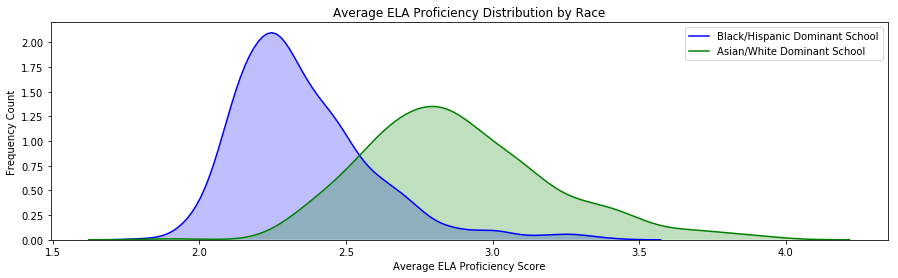 Average ELA Proficiency Distribution by Race
Black/Hispanic Dominant School
Asian/White Dominant School
Frequency Count
2.00
1.75
1.50
1.25
1.00
0.75
0.50
0.25
0.00
1.5 2.0 2.5 3.0 3.5 4.0
Average ELA Proficiency Score